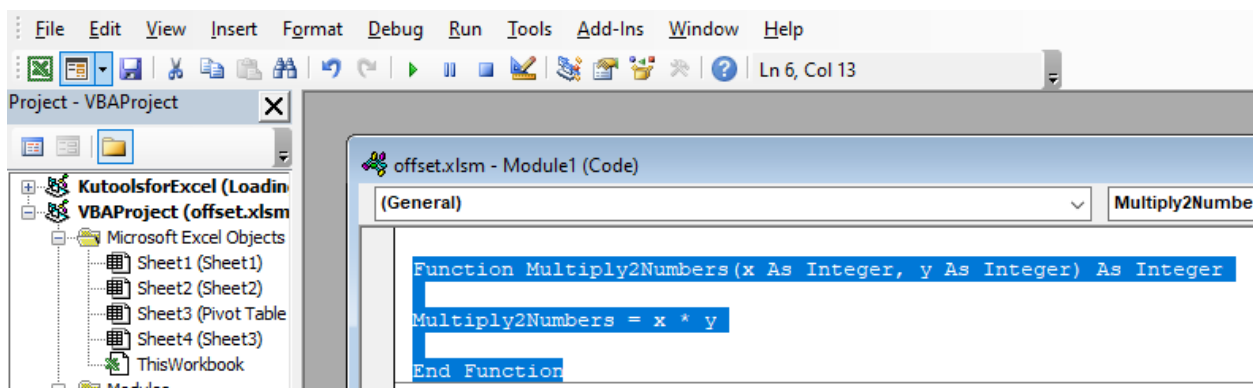 File Edit View Insert Format Debug Run Tools Add-Ins Window Help
Ln 6, Col 13
Project - VBAProject
offset.xlsm - Module1 (Code)
KutoolsforExcel (Loadin
(General) Multiply2Numbe
VBAProject (offset.xlsm
Microsoft Excel Objects
Sheet1 (Sheet1)
Sheet2 (Sheet2)
Sheet3 (Pivot Table
Sheet4 (Sheet3)
ThisWorkbook
Modules
Function Multiply2Numbers(x As Integer, y As Integer) As Integer
Multiply2Numbers = x * y
End Function